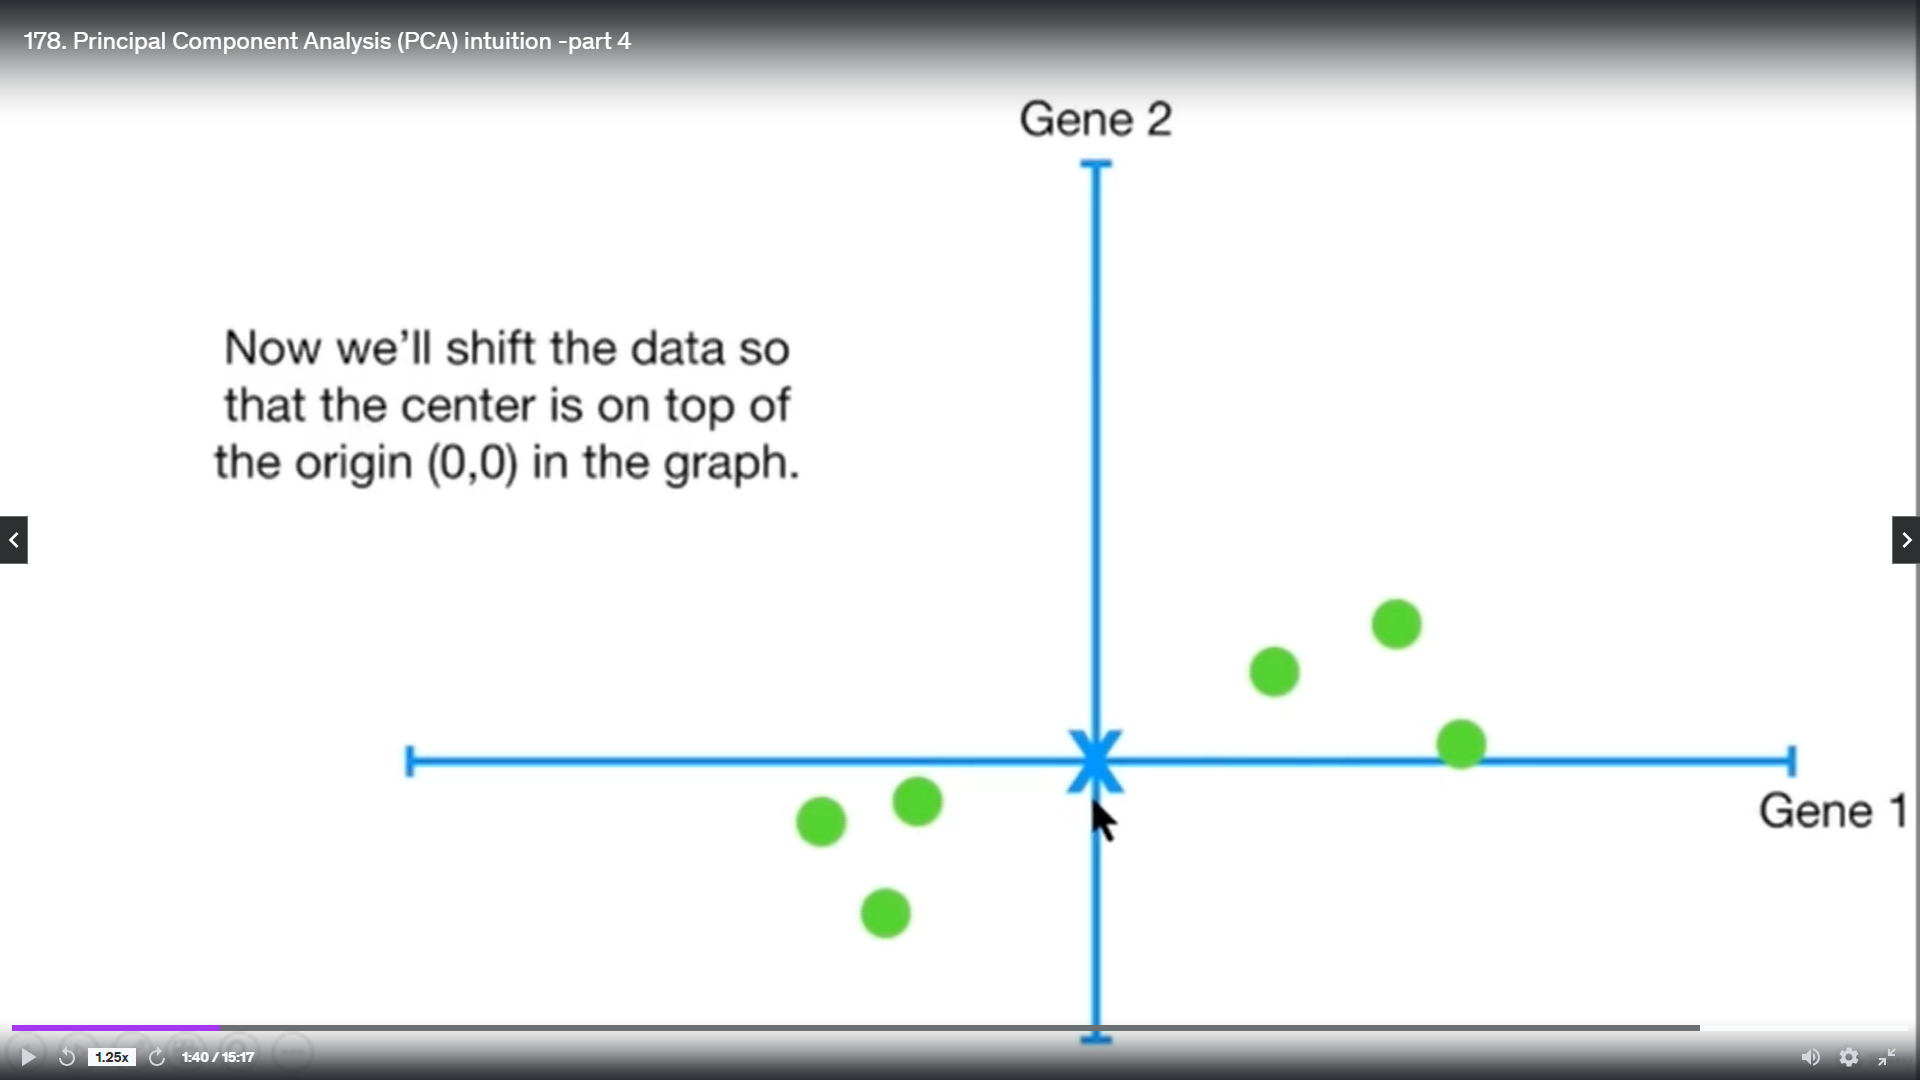 178. Principal Component Analysis (PCA) intuition -part 4
Gene 2
Now we'll shift the data so
that the center is on top of
the origin (0,0) in the graph.
X
Gene 1
1.25x
1:40 / 15:17